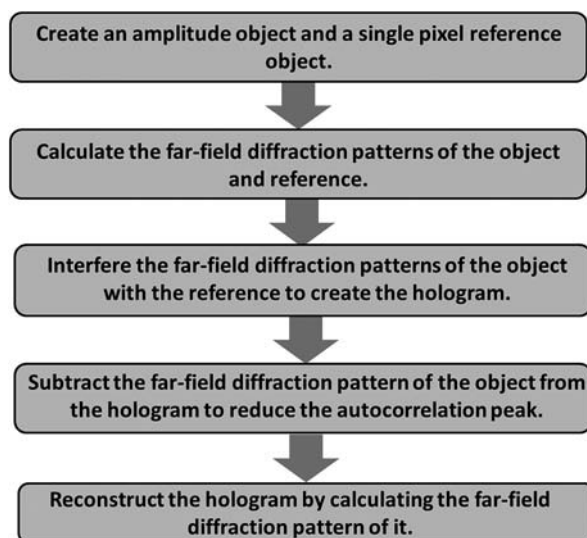 Create an amplitude object and a single pixel reference
object.
Calculate the far-field diffraction patterns of the object
and reference.
Interfere the far-field diffraction patterns of the object
with the reference to create the hologram.
Subtract the far-field diffraction pattern of the object from
the hologram to reduce the autocorrelation peak.
Reconstruct the hologram by calculating the far-field
diffraction pattern of it.